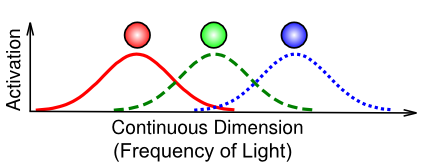 Activation
Continuous Dimension
(Frequency of Light)